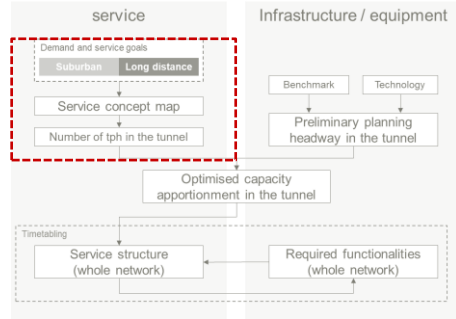 service
Infrastructure / equipment
Demand and service goals
Suburban
Long distance
Benchmark
Technology
Service concept map
Preliminary planning
headway in the tunnel
Number of tph in the tunnel
Optimised capacity
apportionment in the tunnel
Timetabling
Service structure
(whole network)
Required functionalities
(whole network)